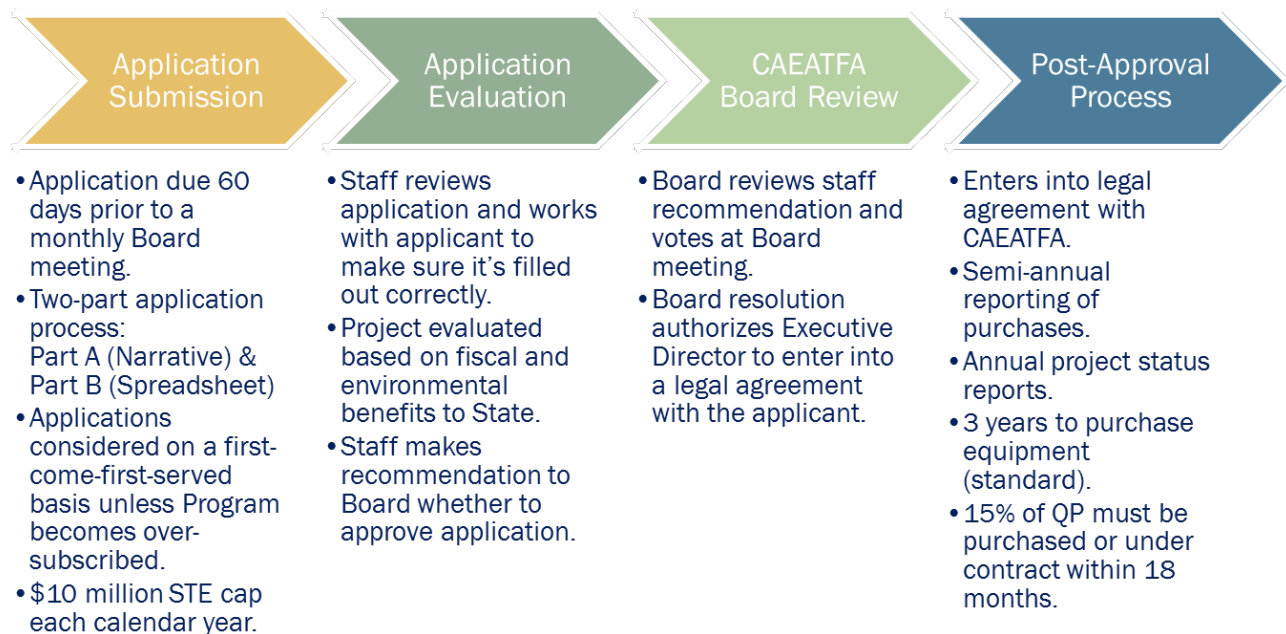 Application
Submission
•Application due 60
days prior to a
monthly Board
meeting.
•Two-part application
process:
Part A (Narrative) &
Part B (Spreadsheet)
•Applications
considered on a first-
come-first-served
basis unless Program
becomes over-
subscribed.
•$10 million STE cap
each calendar year.
Application
Evaluation
•Staff reviews
application and works
with applicant to
make sure it’s filled
out correctly.
•Project evaluated
based on fiscal and
environmental
benefits to State.
•Staff makes
recommendation to
Board whether to
approve application.
CAEATFA
Board Review
•Board reviews staff
recommendation and
votes at Board
meeting.
•Board resolution
authorizes Executive
Director to enter into
a legal agreement
with the applicant.
Post-Approval
Process
•Enters into legal
agreement with
CAEATFA.
•Semi-annual
reporting of
purchases.
•Annual project status
reports.
•3 years to purchase
equipment
(standard).
•15% of QP must be
purchased or under
contract within 18
months.